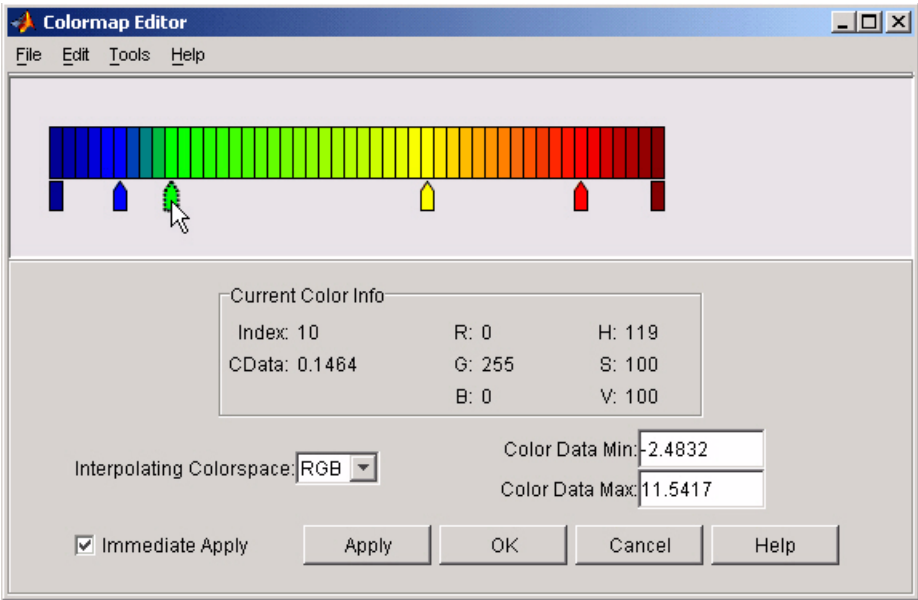 Colormap Editor
File Edit Tools Help
Current Color Info
Index: 10 R: 0 H: 119
CData: 0.1464 G: 255 S: 100
B: 0 V: 100
Interpolating Colorspace: RGB
Color Data Min: -2.4832
Color Data Max: 11.5417
Immediate Apply Apply OK Cancel Help